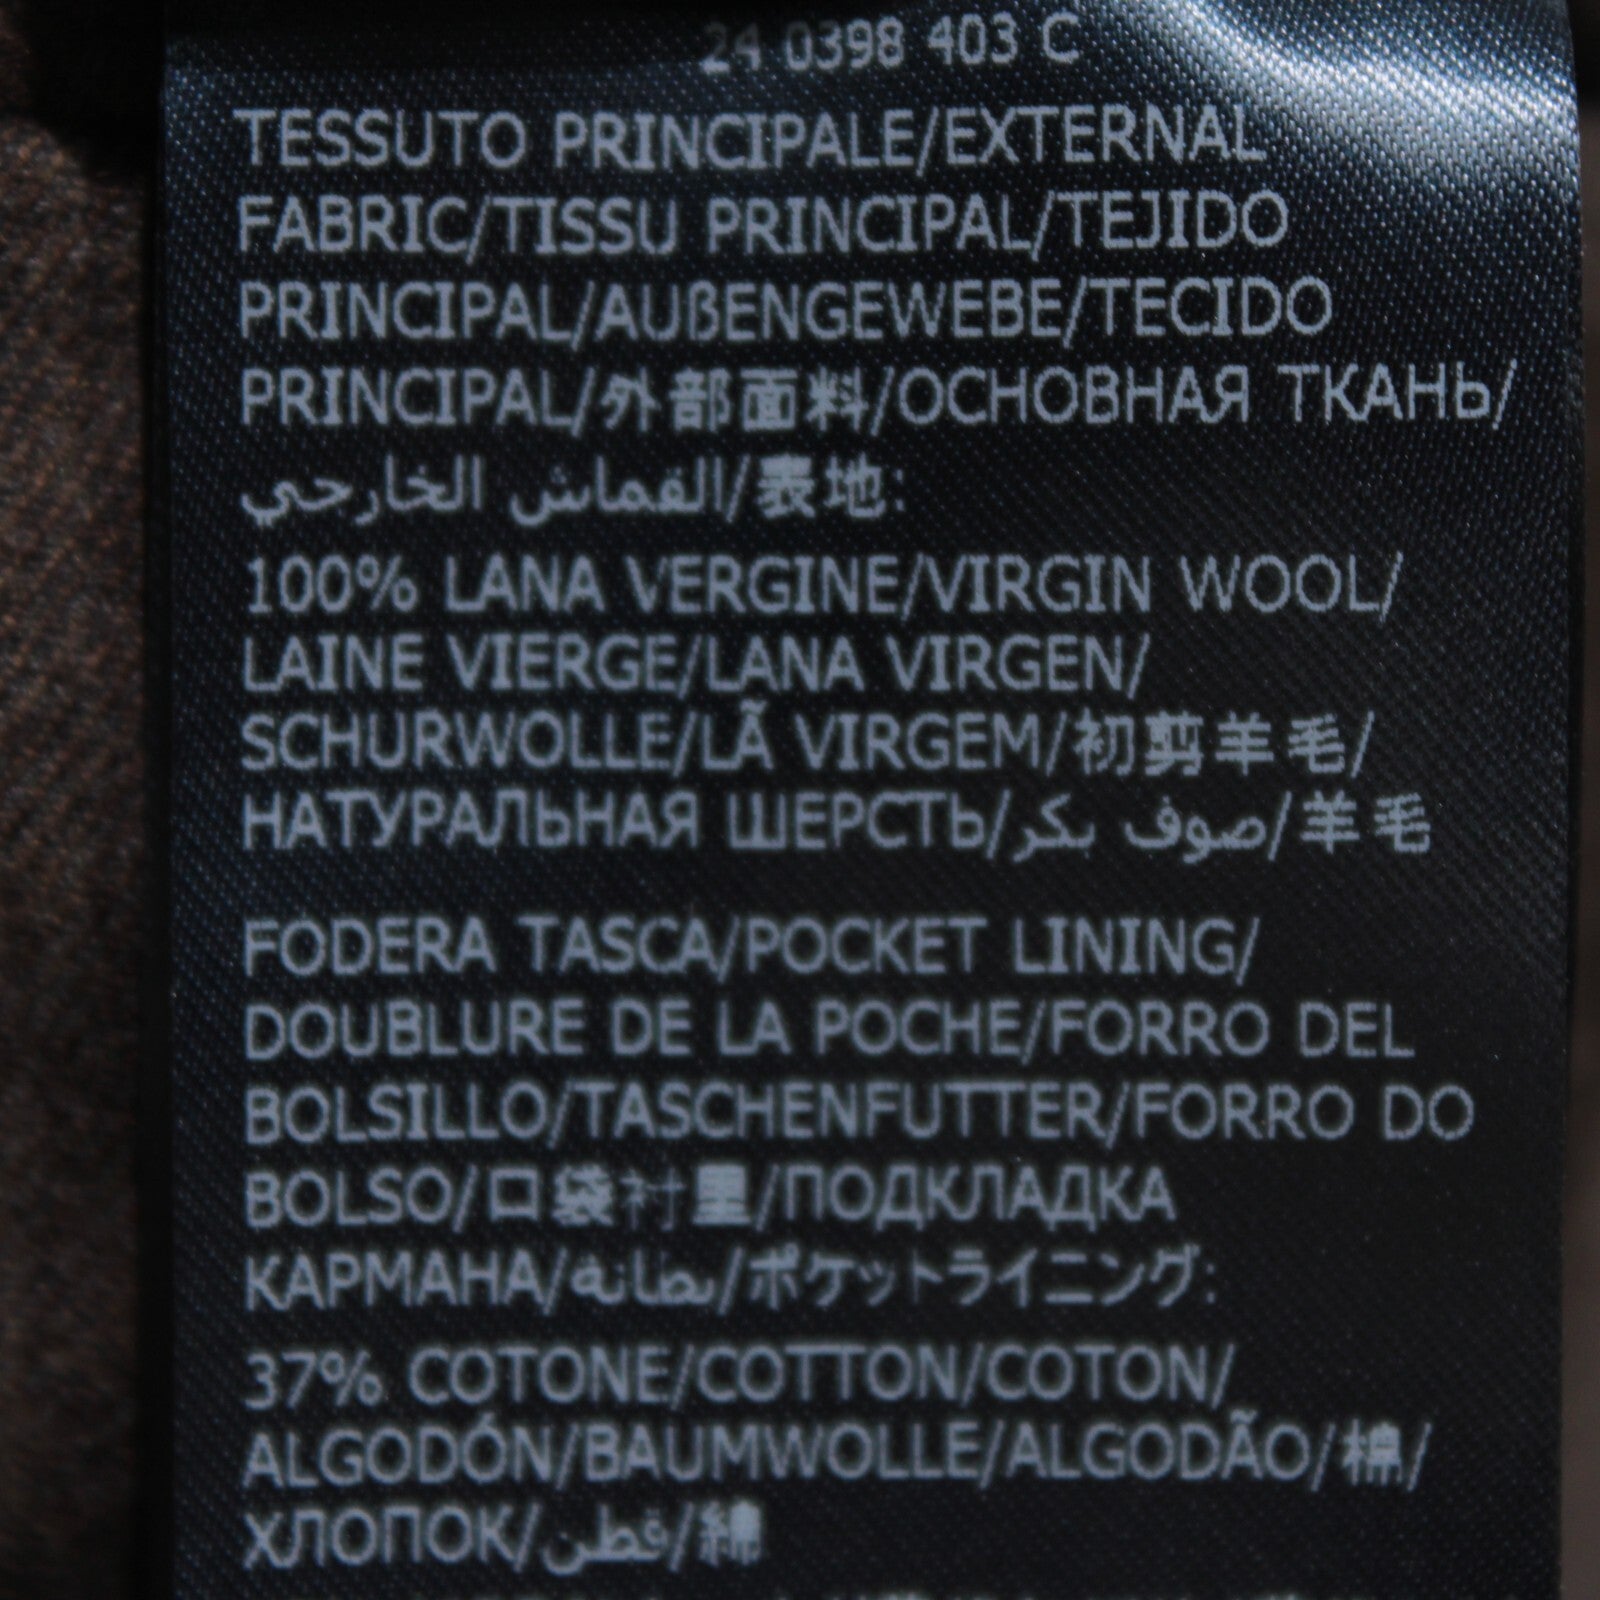 24 0398 403 C
TESSUTO PRINCIPALE/EXTERNAL
FABRIC/TISSU PRINCIPAL/TEJIDO
PRINCIPAL/AUßENGEWEBE/TECIDO
PRINCIPAL/外部面料/ОСНОВНАЯ ТКАНЬ/
القماش الخارجي/表地:
100% LANA VERGINE/VIRGIN WOOL/
LAINE VIERGE/LANA VIRGEN/
SCHURWOLLE/LÃ VIRGEM/初剪羊毛/
НАТУРАЛЬНАЯ ШЕРСТЬ/صوف بكر/羊毛
FODERA TASCA/POCKET LINING/
DOUBLURE DE LA POCHE/FORRO DEL
BOLSILLO/TASCHENFUTTER/FORRO DO
BOLSO/口袋衬里/ПОДКЛАДКА
КАРМАНА/بطانة/ポケットライニング:
37% COTONE/COTTON/COTON/
ALGODÓN/BAUMWOLLE/ALGODÃO/棉/
ХЛОПОК/قطن/綿